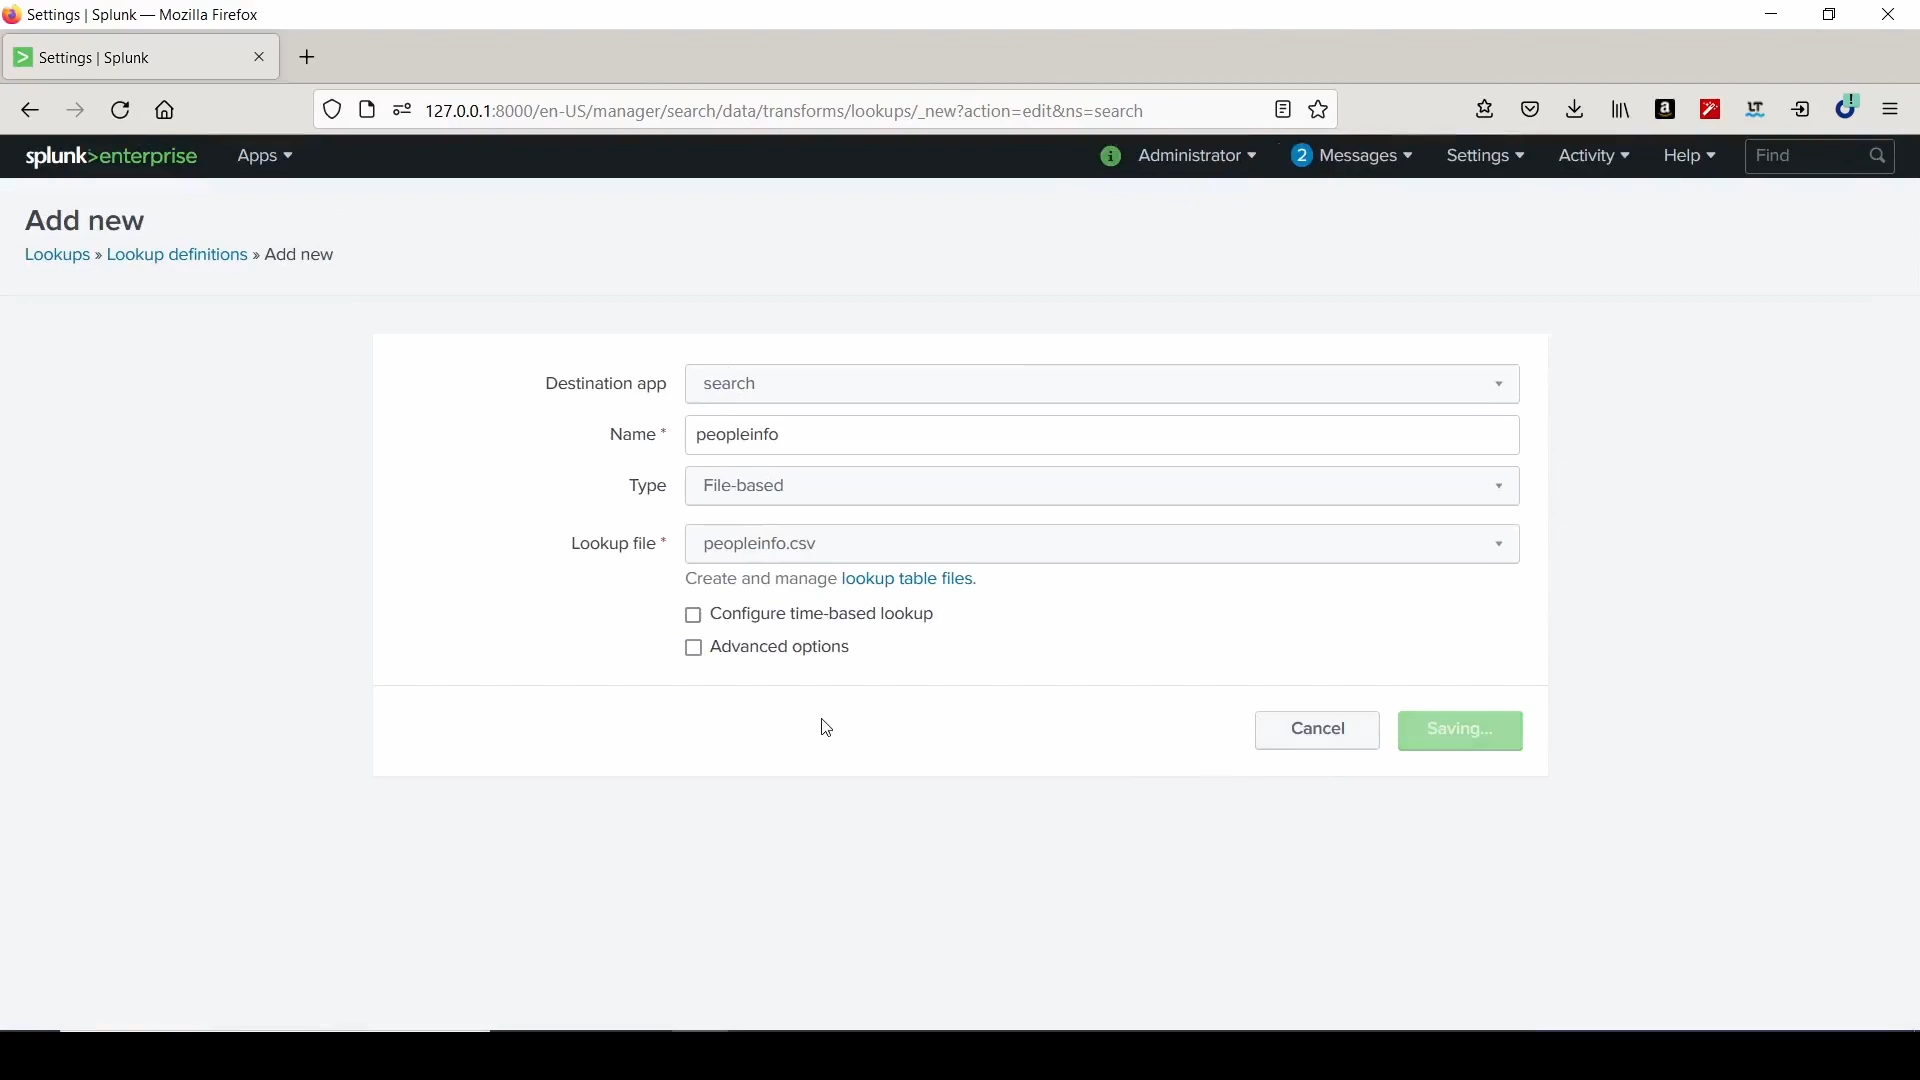 Settings | Splunk — Mozilla Firefox
Settings | Splunk
127.0.0.1:8000/en-US/manager/search/data/transforms/lookups/_new?action=edit&ns=search
splunk>enterprise Apps i Administrator 2 Messages Settings Activity Help Find
Add new
Lookups » Lookup definitions » Add new
Destination app search
Name * peopleinfo
Type File-based
Lookup file * peopleinfo.csv
Create and manage lookup table files.
Configure time-based lookup
Advanced options
Cancel Saving...